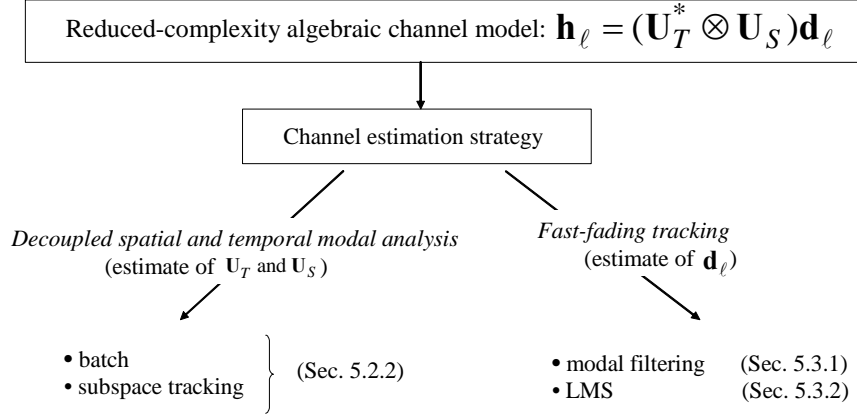 Reduced-complexity algebraic channel model: 𝐡_ℓ = (𝐔_T^* ⊗ 𝐔_S)𝐝_ℓ
Channel estimation strategy
Decoupled spatial and temporal modal analysis
(estimate of 𝐔_T and 𝐔_S)
Fast-fading tracking
(estimate of 𝐝_ℓ)
• batch
• subspace tracking
(Sec. 5.2.2)
• modal filtering (Sec. 5.3.1)
• LMS (Sec. 5.3.2)